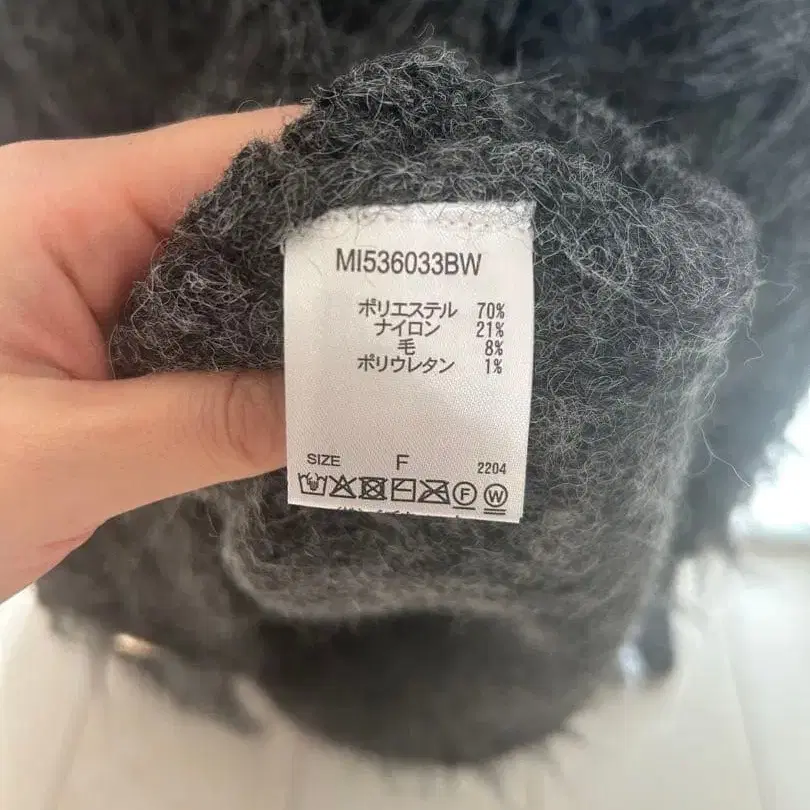 MI536033BW
ポリエステル 70%
ナイロン 21%
毛 8%
ポリウレタン 1%
SIZE F 2204
F W